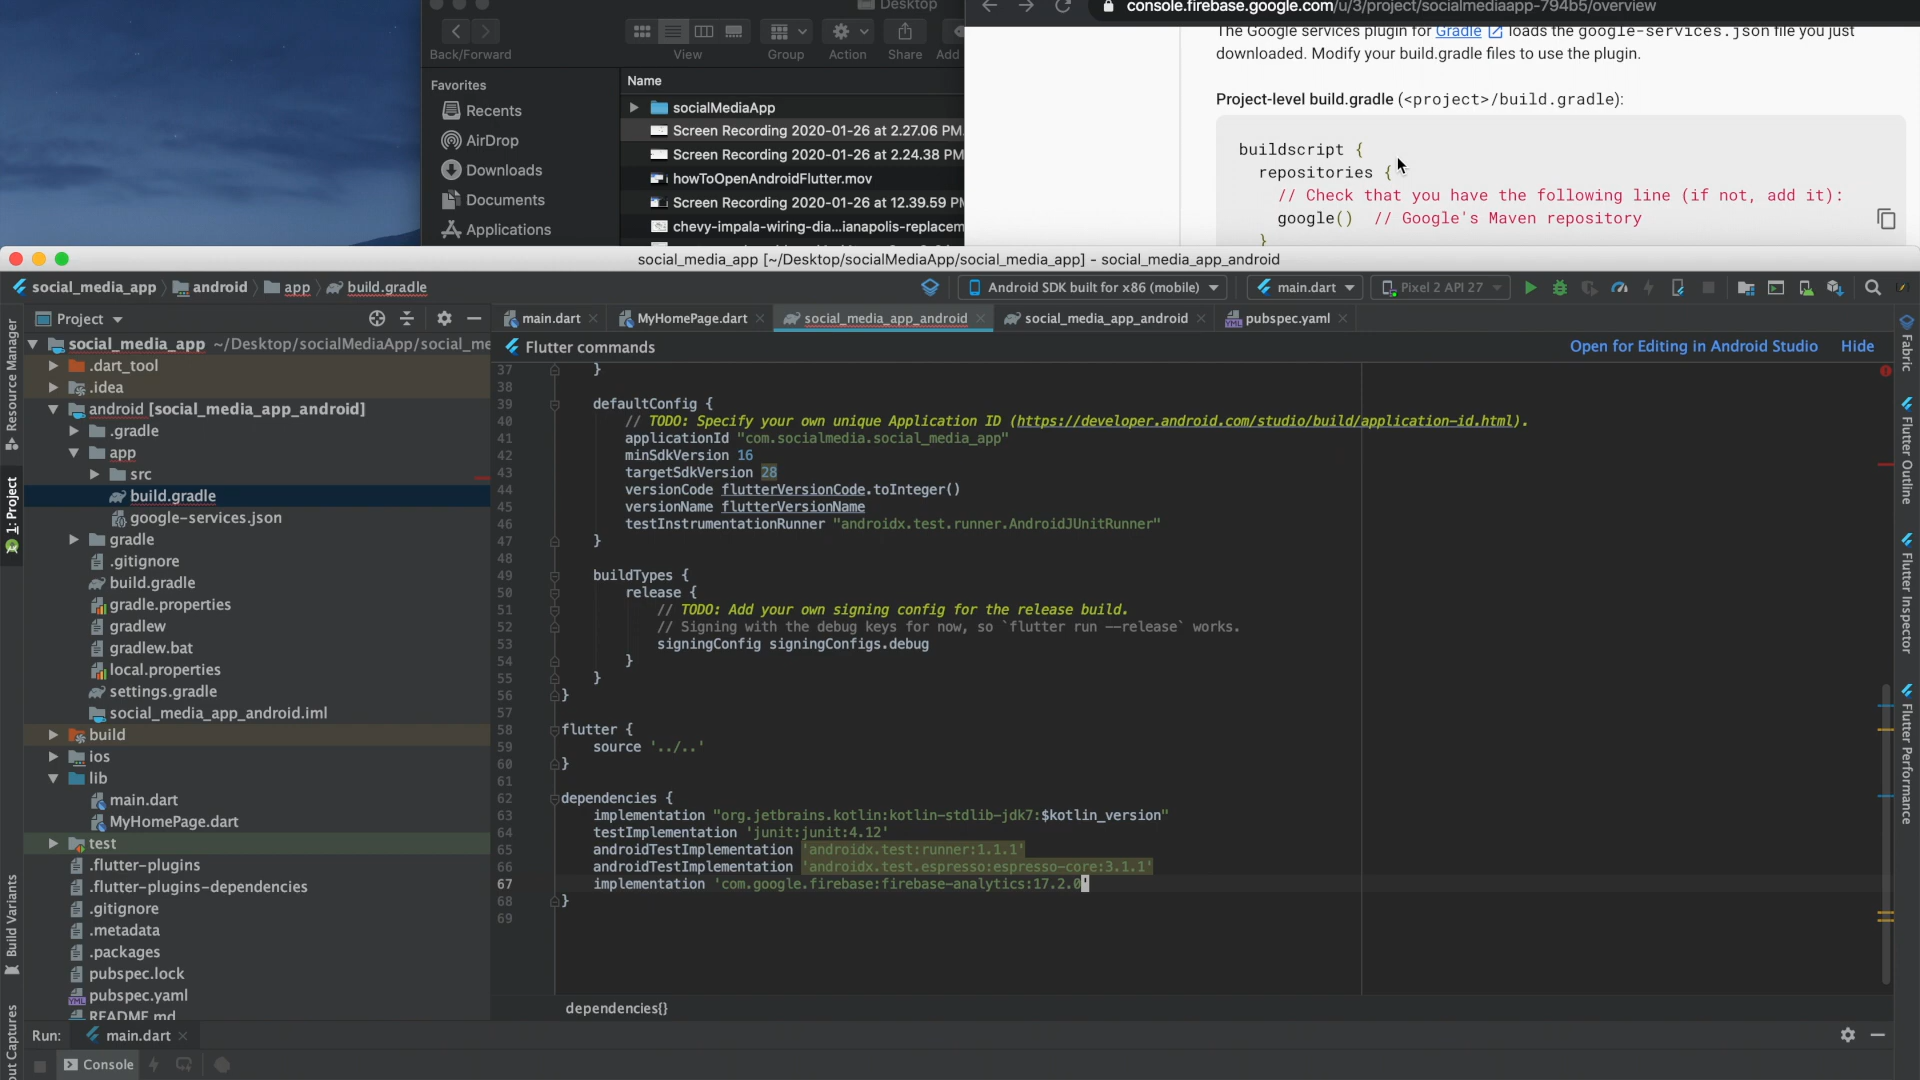 Desktop
Back/Forward
View
Group
Action
Share
Add
Favorites
Recents
AirDrop
Downloads
Documents
Applications
Name
socialMediaApp
Screen Recording 2020-01-26 at 2.27.06 PM.
Screen Recording 2020-01-26 at 2.24.38 PM
howToOpenAndroidFlutter.mov
Screen Recording 2020-01-26 at 12.39.59 PM
chevy-impala-wiring-dia...ianapolis-replacem
console.firebase.google.com/u/3/project/socialmediaapp-794b5/overview
The Google services plugin for Gradle loads the google-services.json file you just
downloaded. Modify your build.gradle files to use the plugin.
Project-level build.gradle (<project>/build.gradle):
buildscript {
repositories {
// Check that you have the following line (if not, add it):
google() // Google's Maven repository
}
social_media_app [~/Desktop/socialMediaApp/social_media_app] - social_media_app_android
social_media_app android app build.gradle
Android SDK built for x86 (mobile)
main.dart
Pixel 2 API 27
Project
main.dart
MyHomePage.dart
social_media_app_android
social_media_app_android
pubspec.yaml
Flutter commands
Open for Editing in Android Studio
Hide
Resource Manager
1: Project
Build Variants
out Captures
social_media_app ~/Desktop/socialMediaApp/social_me
.dart_tool
.idea
android [social_media_app_android]
.gradle
app
src
build.gradle
google-services.json
gradle
.gitignore
build.gradle
gradle.properties
gradlew
gradlew.bat
local.properties
settings.gradle
social_media_app_android.iml
build
ios
lib
main.dart
MyHomePage.dart
test
.flutter-plugins
.flutter-plugins-dependencies
.gitignore
.metadata
.packages
pubspec.lock
pubspec.yaml
README.md
37 }
38
39 defaultConfig {
40 // TODO: Specify your own unique Application ID (https://developer.android.com/studio/build/application-id.html).
41 applicationId "com.socialmedia.social_media_app"
42 minSdkVersion 16
43 targetSdkVersion 28
44 versionCode flutterVersionCode.toInteger()
45 versionName flutterVersionName
46 testInstrumentationRunner "androidx.test.runner.AndroidJUnitRunner"
47 }
48
49 buildTypes {
50 release {
51 // TODO: Add your own signing config for the release build.
52 // Signing with the debug keys for now, so `flutter run --release` works.
53 signingConfig signingConfigs.debug
54 }
55 }
56 }
57
58 flutter {
59 source '../..'
60 }
61
62 dependencies {
63 implementation "org.jetbrains.kotlin:kotlin-stdlib-jdk7:$kotlin_version"
64 testImplementation 'junit:junit:4.12'
65 androidTestImplementation 'androidx.test:runner:1.1.1'
66 androidTestImplementation 'androidx.test.espresso:espresso-core:3.1.1'
67 implementation 'com.google.firebase:firebase-analytics:17.2.0'
68 }
69
dependencies{}
Fabric
Flutter Outline
Flutter Inspector
Flutter Performance
Run:
main.dart
Console